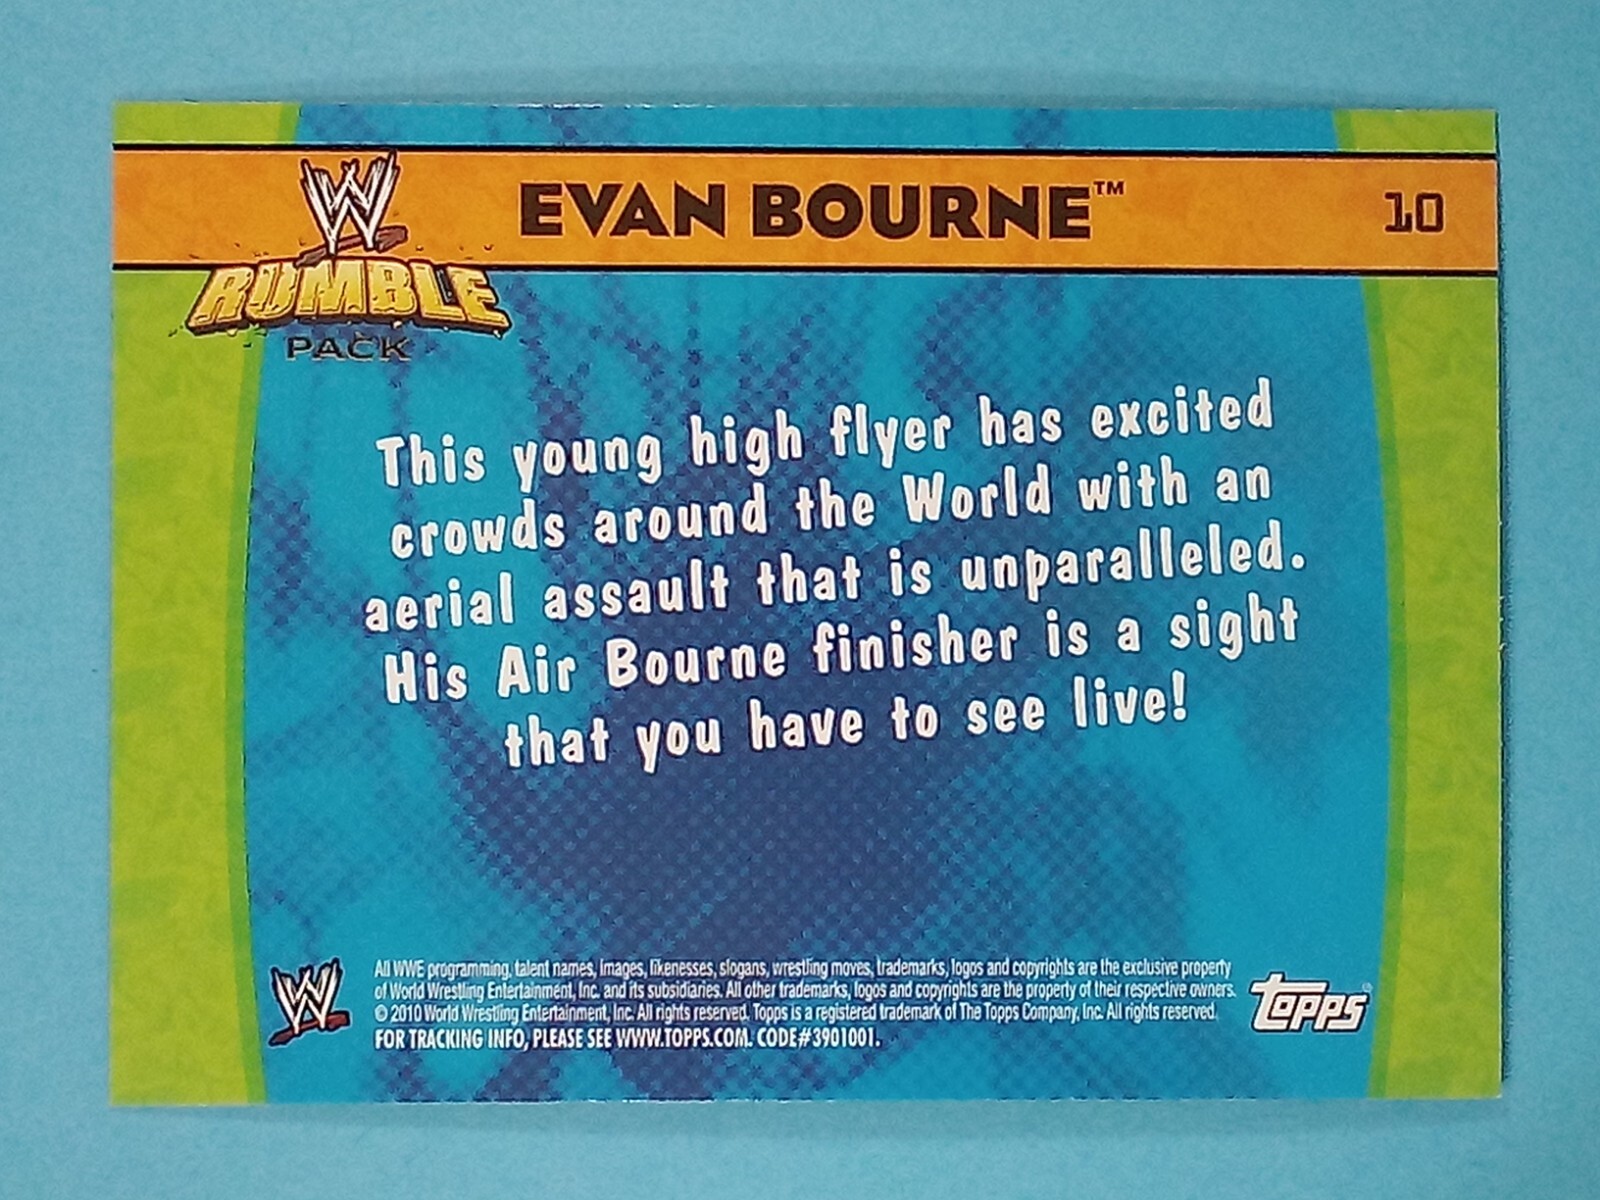 W
RUMBLE
PACK
EVAN BOURNE™
10
This young high flyer has excited
crowds around the World with an
aerial assault that is unparalleled.
His Air Bourne finisher is a sight
that you have to see live!
W
All WWE programming, talent names, images, likenesses, slogans, wrestling moves, trademarks, logos and copyrights are the exclusive property
of World Wrestling Entertainment, Inc. and its subsidiaries. All other trademarks, logos and copyrights are the property of their respective owners.
© 2010 World Wrestling Entertainment, Inc. All rights reserved. Topps is a registered trademark of The Topps Company, Inc. All rights reserved.
FOR TRACKING INFO, PLEASE SEE WWW.TOPPS.COM. CODE#3901001.
topps®